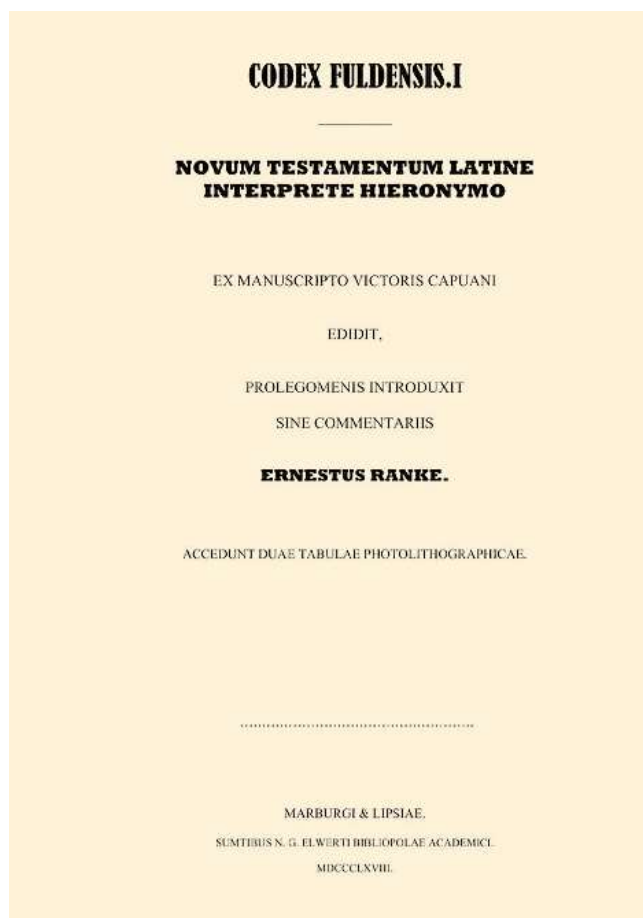 CODEX FULDENSIS.I
NOVUM TESTAMENTUM LATINE
INTERPRETE HIERONYMO
EX MANUSCRIPTO VICTORIS CAPUANI
EDIDIT,
PROLEGOMENIS INTRODUXIT
SINE COMMENTARIIS
ERNESTUS RANKE.
ACCEDUNT DUAE TABULAE PHOTOLITHOGRAPHICAE.
MARBURGI & LIPSIAE.
SUMTIBUS N. G. ELWERTI BIBLIOPOLAE ACADEMICI.
MDCCCLXVIII.